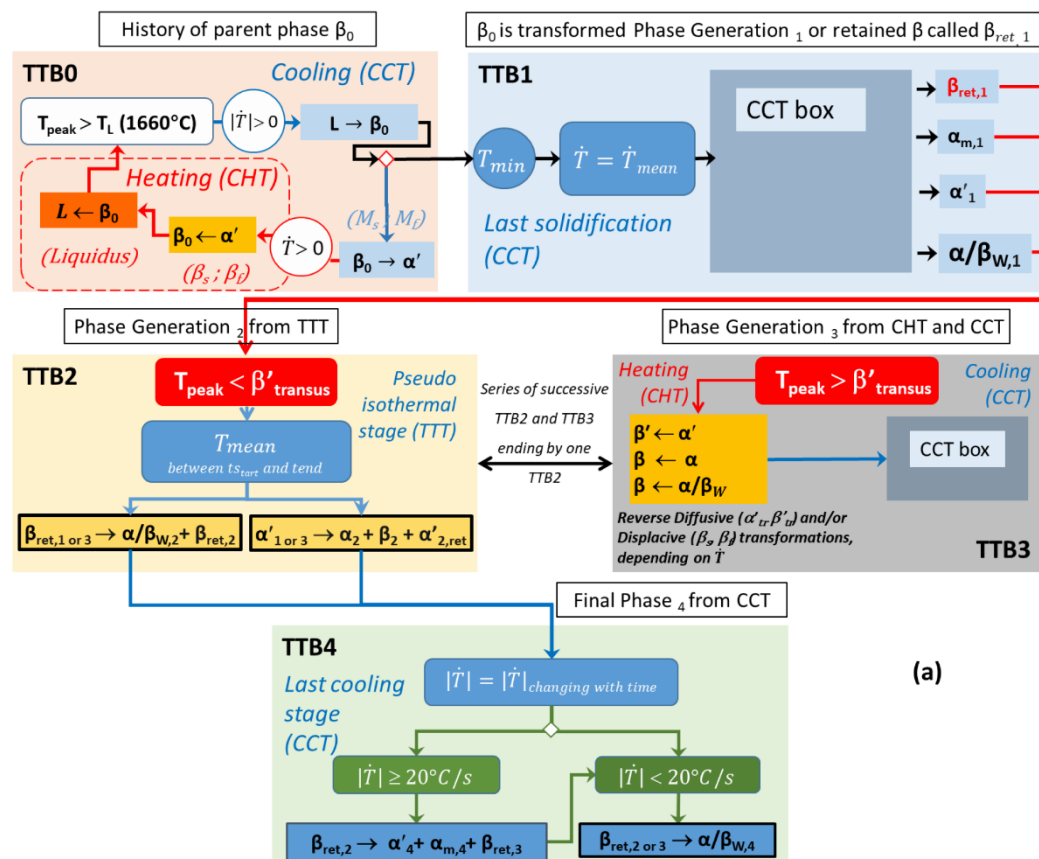 History of parent phase β₀
β₀ is transformed Phase Generation ₁ or retained β called βret, 1
TTB0
Cooling (CCT)
Tpeak > TL (1660°C)
|Ṫ| > 0
L → β₀
Heating (CHT)
L ← β₀
(Liquidus)
β₀ ← α'
(βs ; βf)
Ṫ > 0
(Ms ; Mf)
β₀ → α'
TTB1
Tmin
Ṫ = Ṫmean
CCT box
Last solidification
(CCT)
βret,1
αm,1
α'1
α/βW,1
Phase Generation ₂ from TTT
Phase Generation ₃ from CHT and CCT
TTB2
Tpeak < β'transus
Pseudo
isothermal
stage (TTT)
Tmean
between tstart and tend
βret,1 or 3 → α/βW,2 + βret,2
α'1 or 3 → α2 + β2 + α'2,ret
Series of successive
TTB2 and TTB3
ending by one
TTB2
Heating
(CHT)
Tpeak > β'transus
Cooling
(CCT)
β' ← α'
β ← α
β ← α/βW
CCT box
Reverse Diffusive (α'tr, β'tr) and/or
Displacive (βs, βf) transformations,
depending on Ṫ
TTB3
Final Phase ₄ from CCT
TTB4
Last cooling
stage
(CCT)
|Ṫ| = |Ṫ|changing with time
|Ṫ| ≥ 20°C/s
|Ṫ| < 20°C/s
βret,2 → α'4 + αm,4 + βret,3
βret,2 or 3 → α/βW,4
(a)